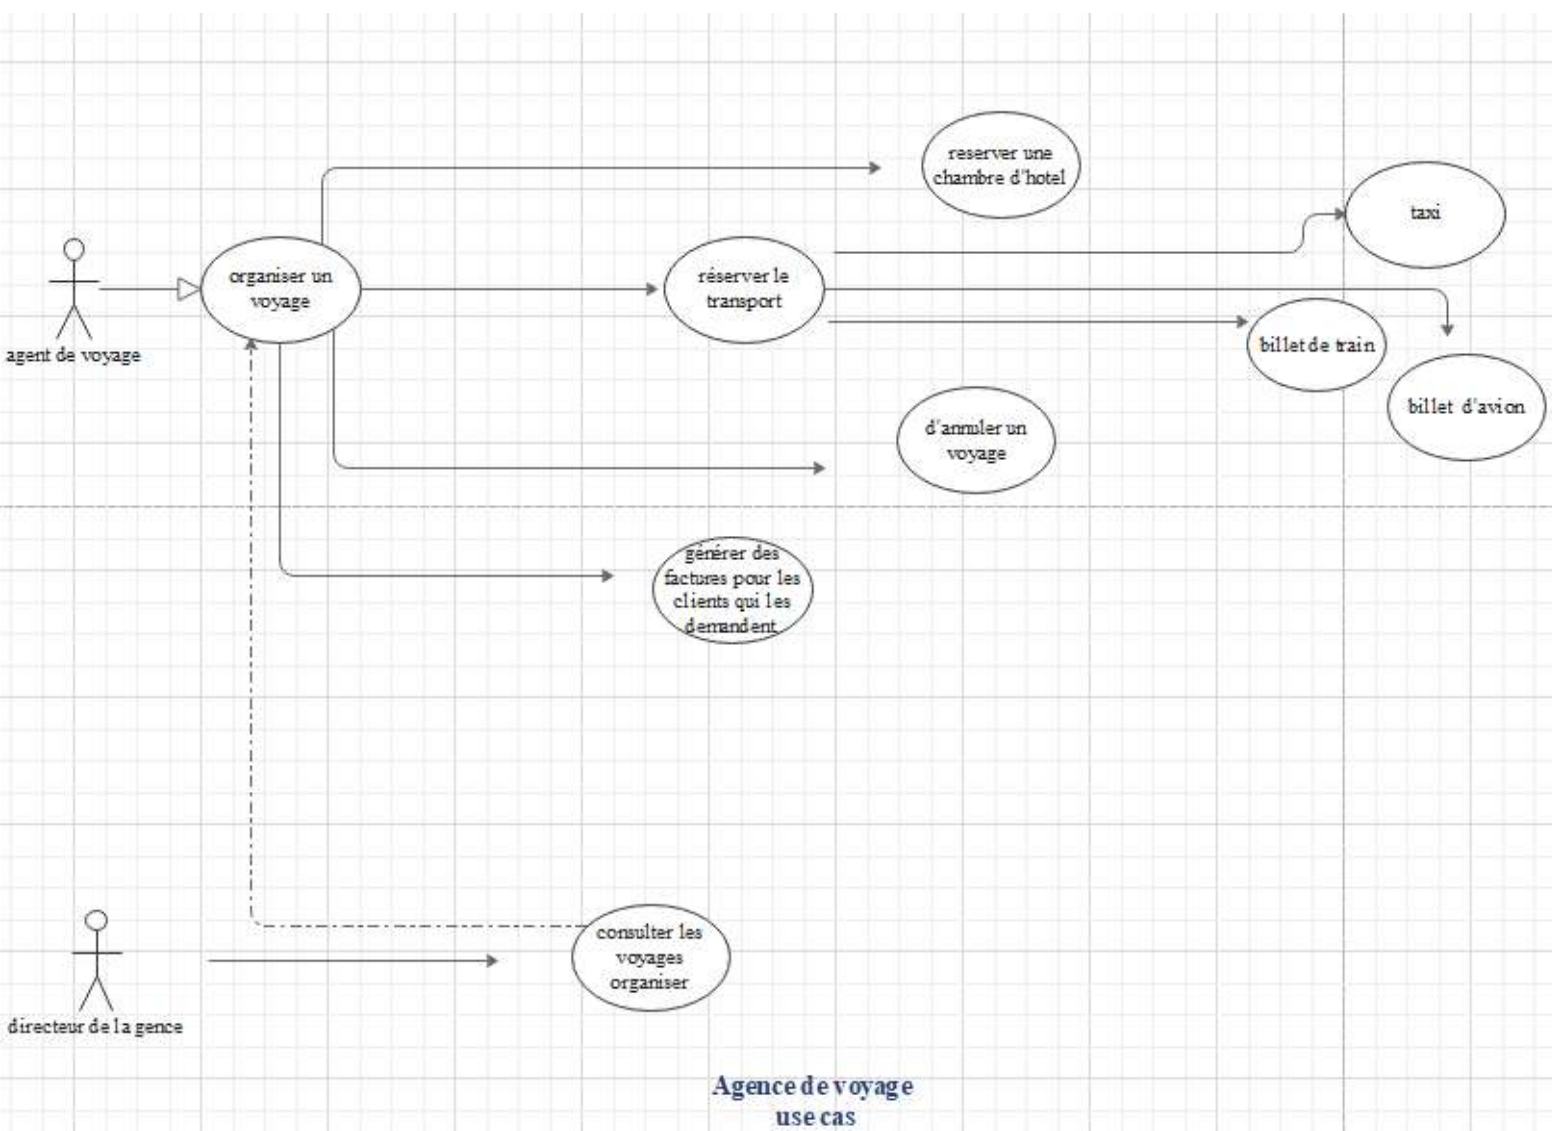 reserver une
chambre d'hotel
taxi
organiser un
voyage
réserver le
transport
billet de train
agent de voyage
billet d'avion
d'annuler un
voyage
générer des
factures pour les
clients qui les
demandent
consulter les
voyages
organiser
directeur de la gence
Agence de voyage
use cas